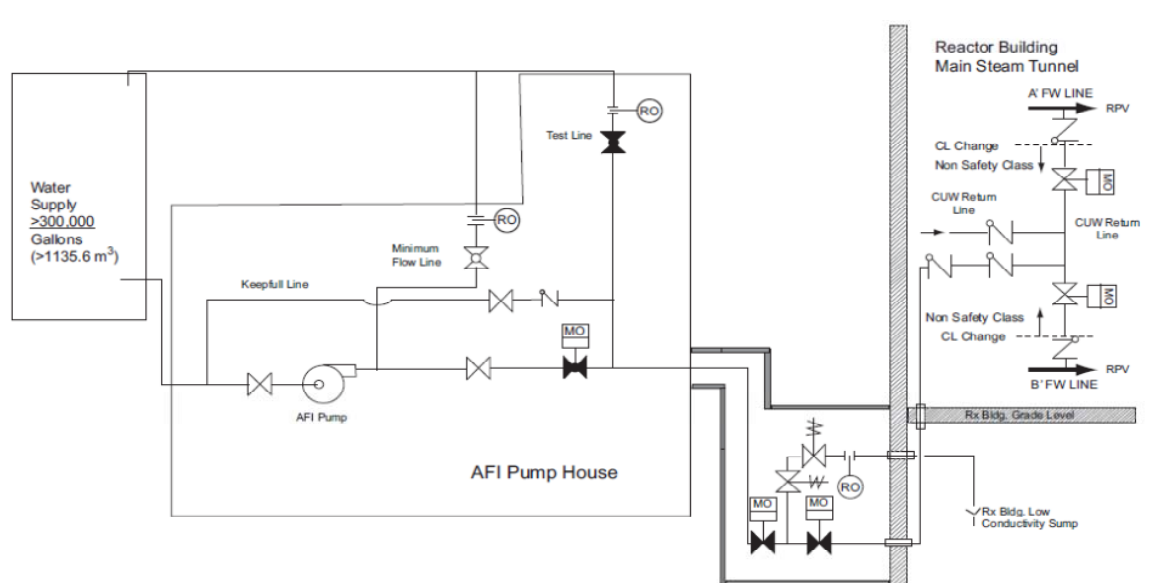 Reactor Building
Main Steam Tunnel
A' FW LINE
RPV
CL Change
Non Safety Class
MO
CUW Return
Line
CUW Return
Line
MO
Non Safety Class
CL Change
RPV
B' FW LINE
Rx Bldg. Grade Level
Water
Supply
>300.000
Gallons
(>1135.6 m³)
RO
Test Line
RO
Minimum
Flow Line
Keepfull Line
MO
AFI Pump
AFI Pump House
RO
MO
MO
Rx Bldg. Low
Conductivity Sump